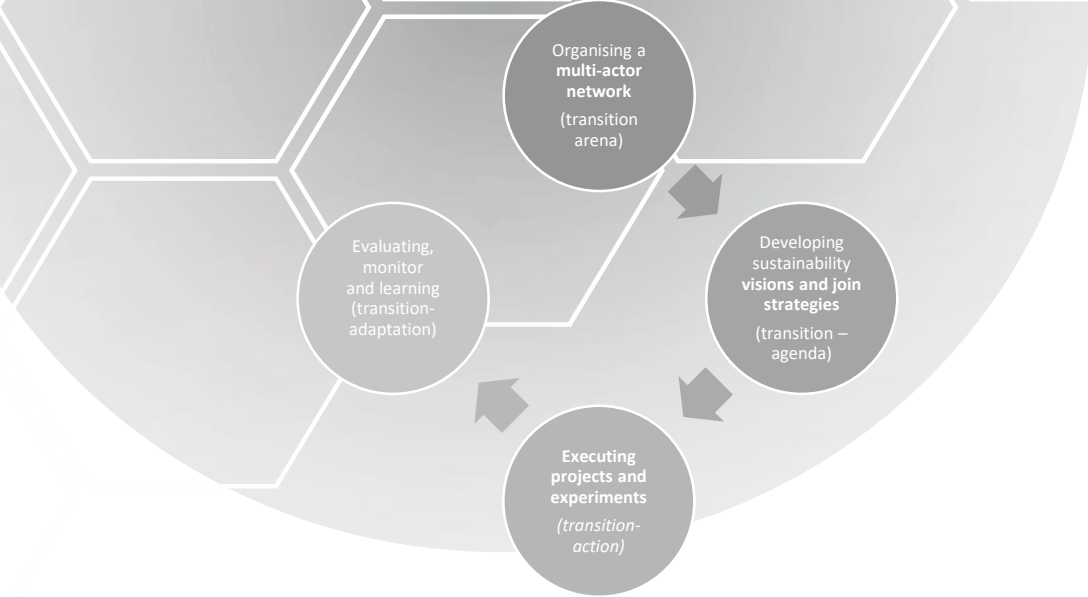 Organising a
multi-actor
network
(transition
arena)
Developing
sustainability
visions and join
strategies
(transition –
agenda)
Executing
projects and
experiments
(transition-
action)
Evaluating,
monitor
and learning
(transition-
adaptation)